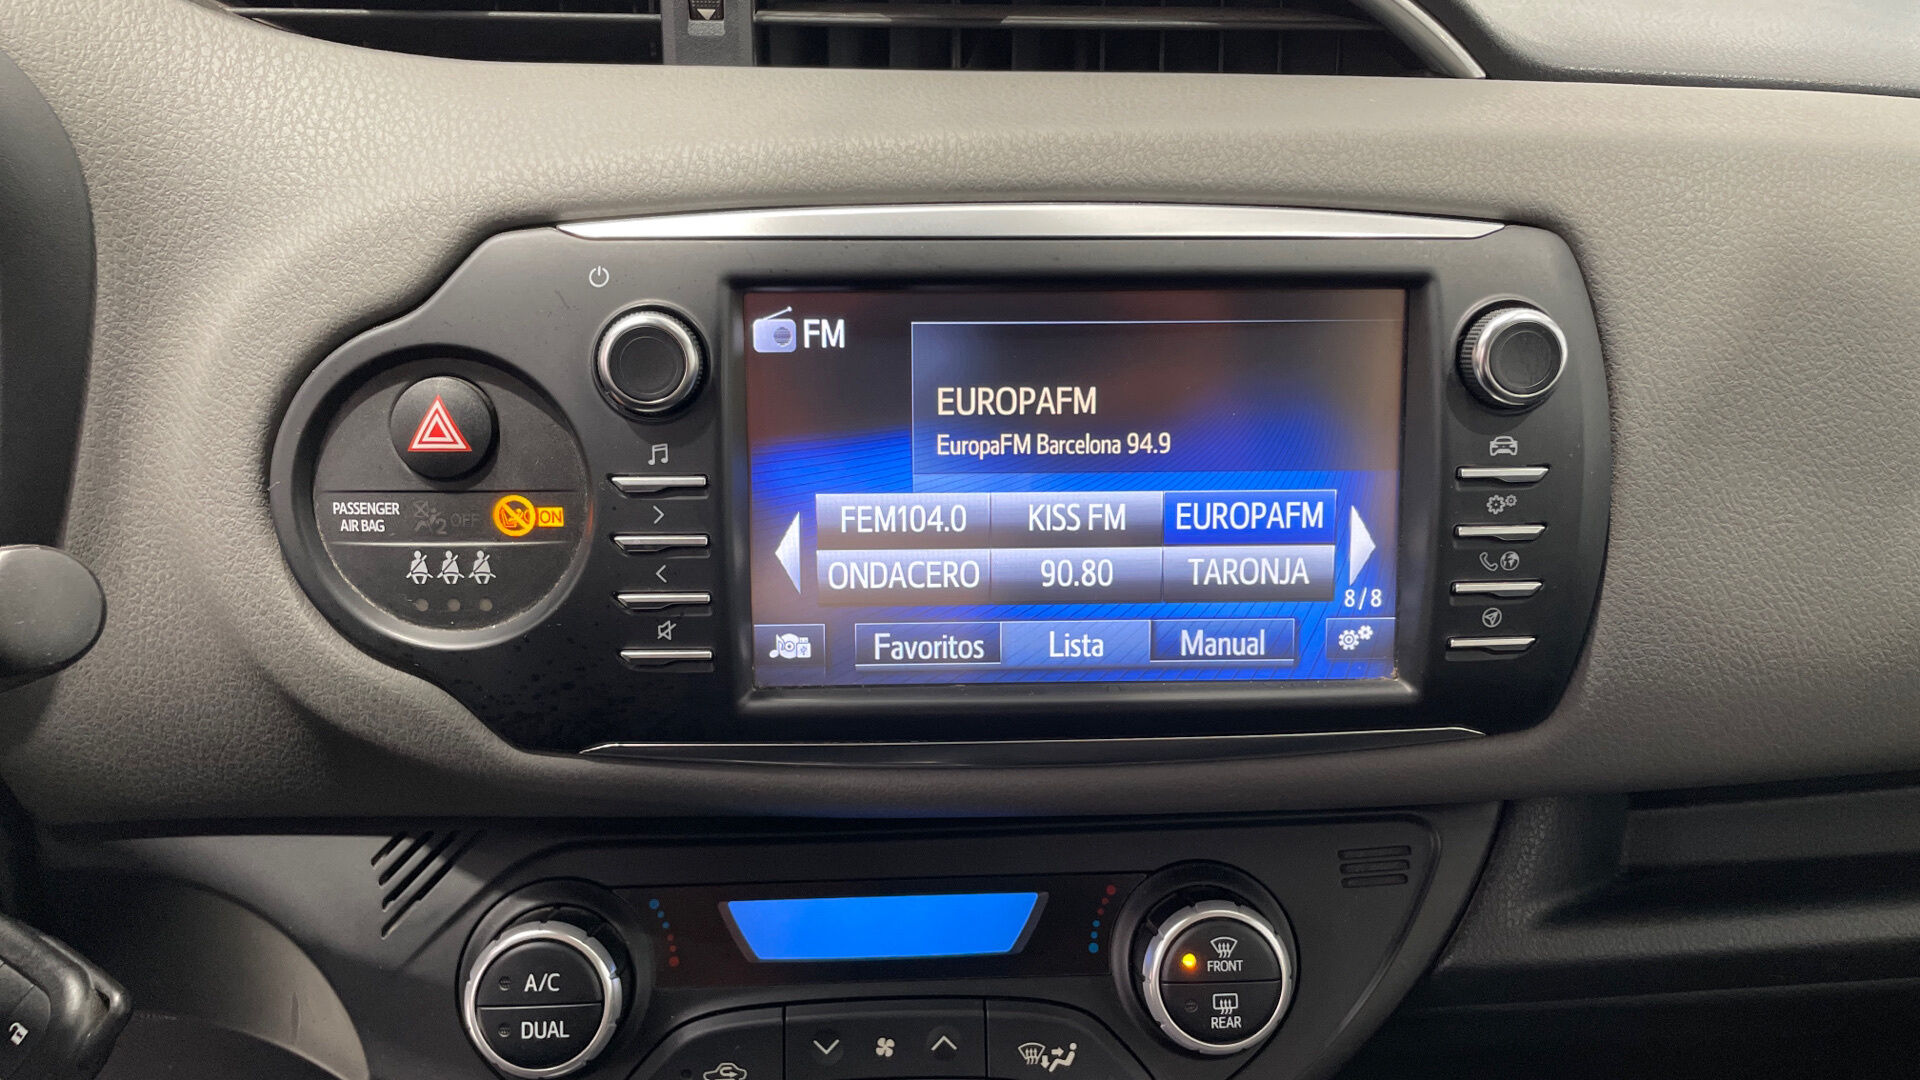 FM
EUROPAFM
EuropaFM Barcelona 94.9
FEM104.0 KISS FM EUROPAFM
ONDACERO 90.80 TARONJA
8/8
Favoritos Lista Manual
PASSENGER
AIR BAG
2 OFF
ON
A/C
DUAL
FRONT
REAR